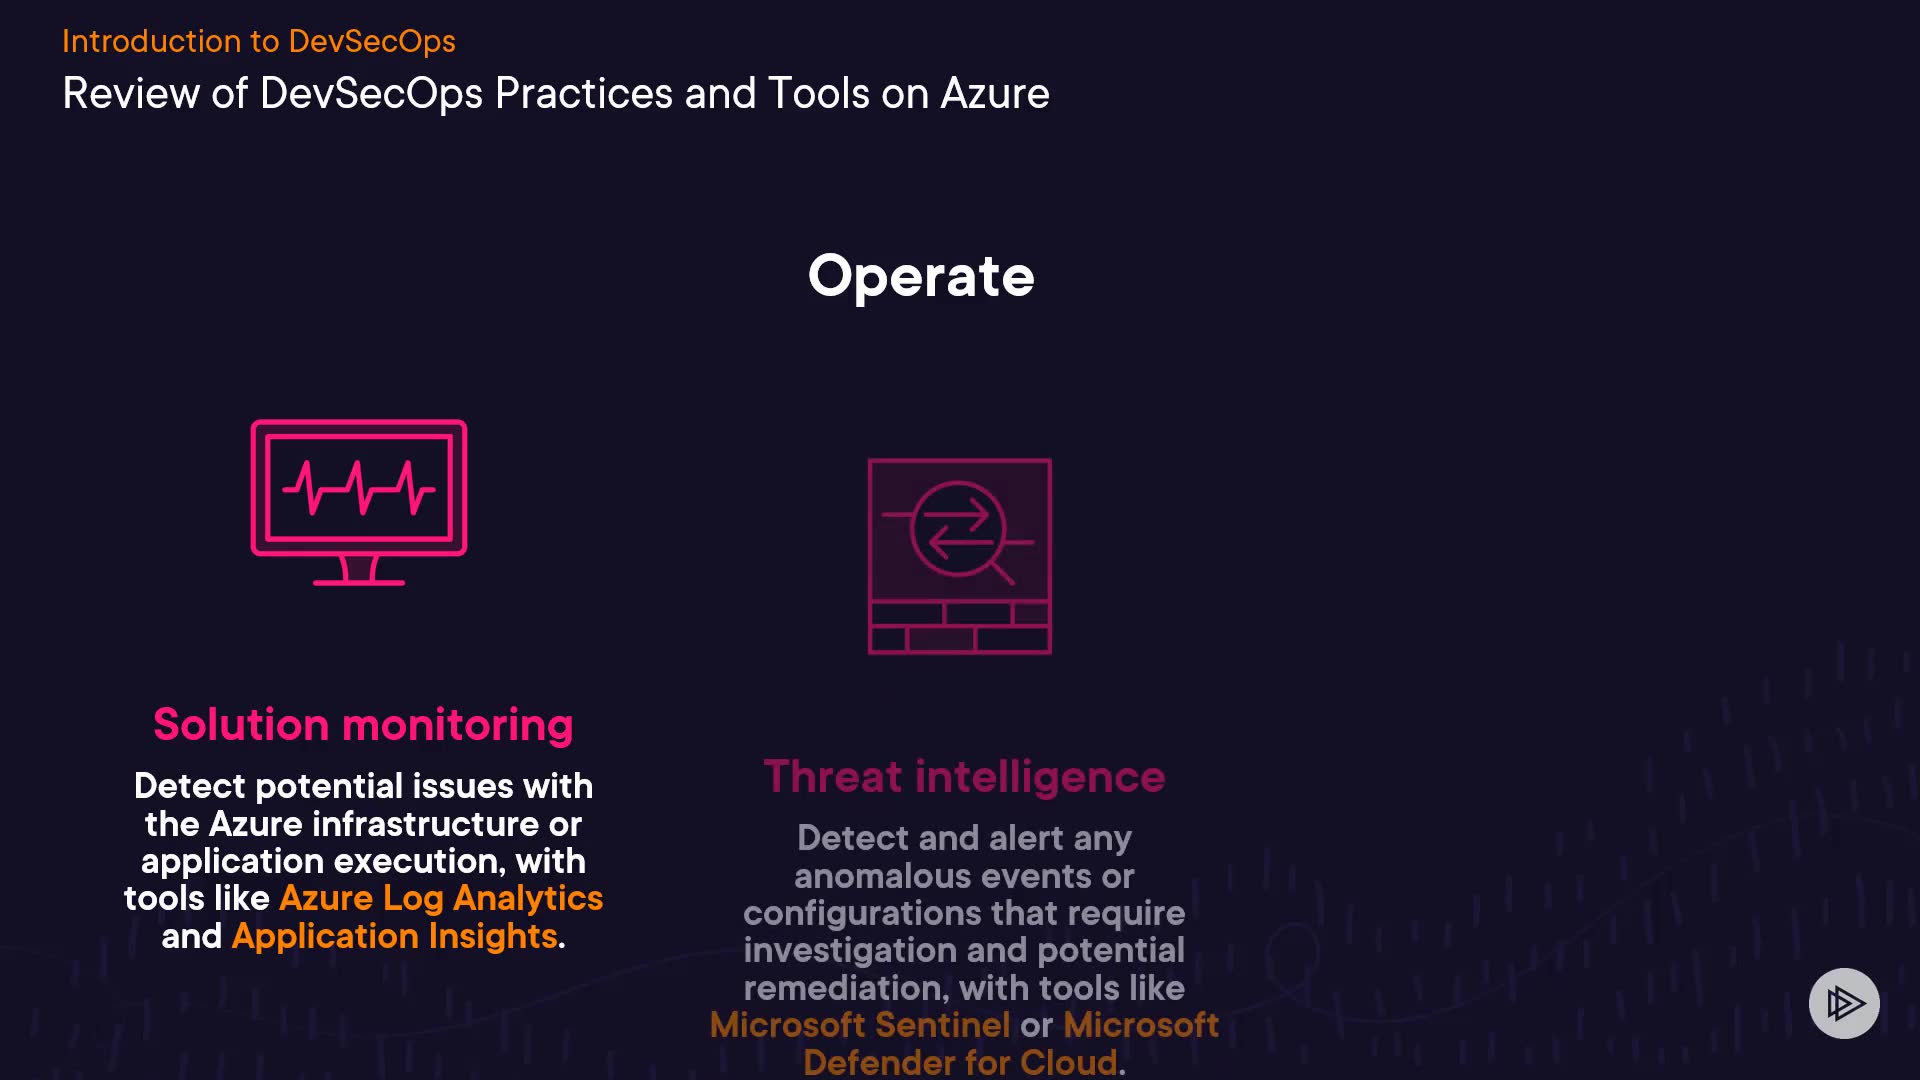 Introduction to DevSecOps
Review of DevSecOps Practices and Tools on Azure
Operate
Solution monitoring
Detect potential issues with
the Azure infrastructure or
application execution, with
tools like Azure Log Analytics
and Application Insights.
Threat intelligence
Detect and alert any
anomalous events or
configurations that require
investigation and potential
remediation, with tools like
Microsoft Sentinel or Microsoft
Defender for Cloud.